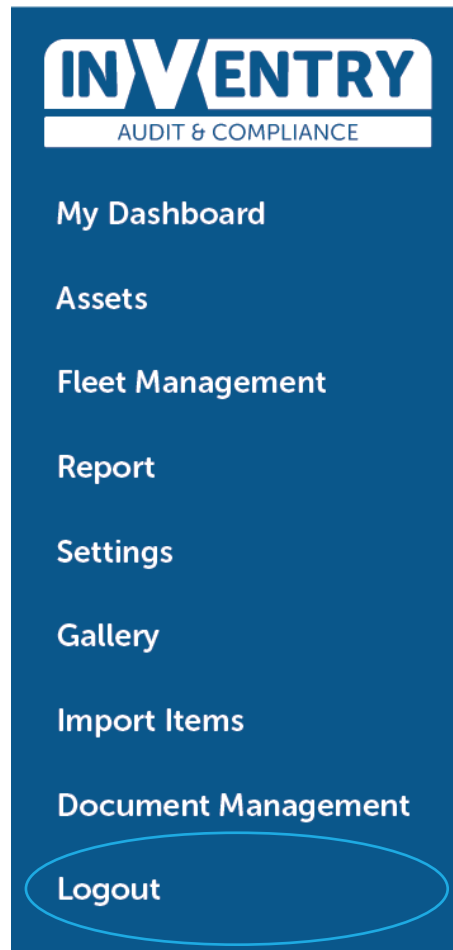 INVENTRY
AUDIT & COMPLIANCE
My Dashboard
Assets
Fleet Management
Report
Settings
Gallery
Import Items
Document Management
Logout